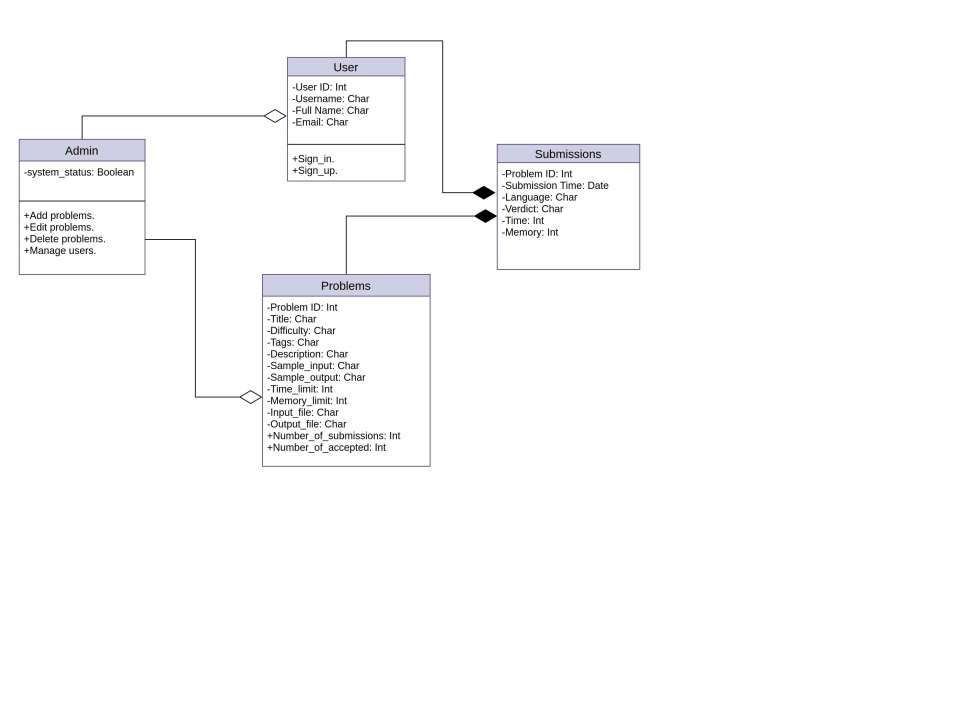 User
-User ID: Int
-Username: Char
-Full Name: Char
-Email: Char
+Sign_in.
+Sign_up.
Admin
-system_status: Boolean
+Add problems.
+Edit problems.
+Delete problems.
+Manage users.
Submissions
-Problem ID: Int
-Submission Time: Date
-Language: Char
-Verdict: Char
-Time: Int
-Memory: Int
Problems
-Problem ID: Int
-Title: Char
-Difficulty: Char
-Tags: Char
-Description: Char
-Sample_input: Char
-Sample_output: Char
-Time_limit: Int
-Memory_limit: Int
-Input_file: Char
-Output_file: Char
+Number_of_submissions: Int
+Number_of_accepted: Int